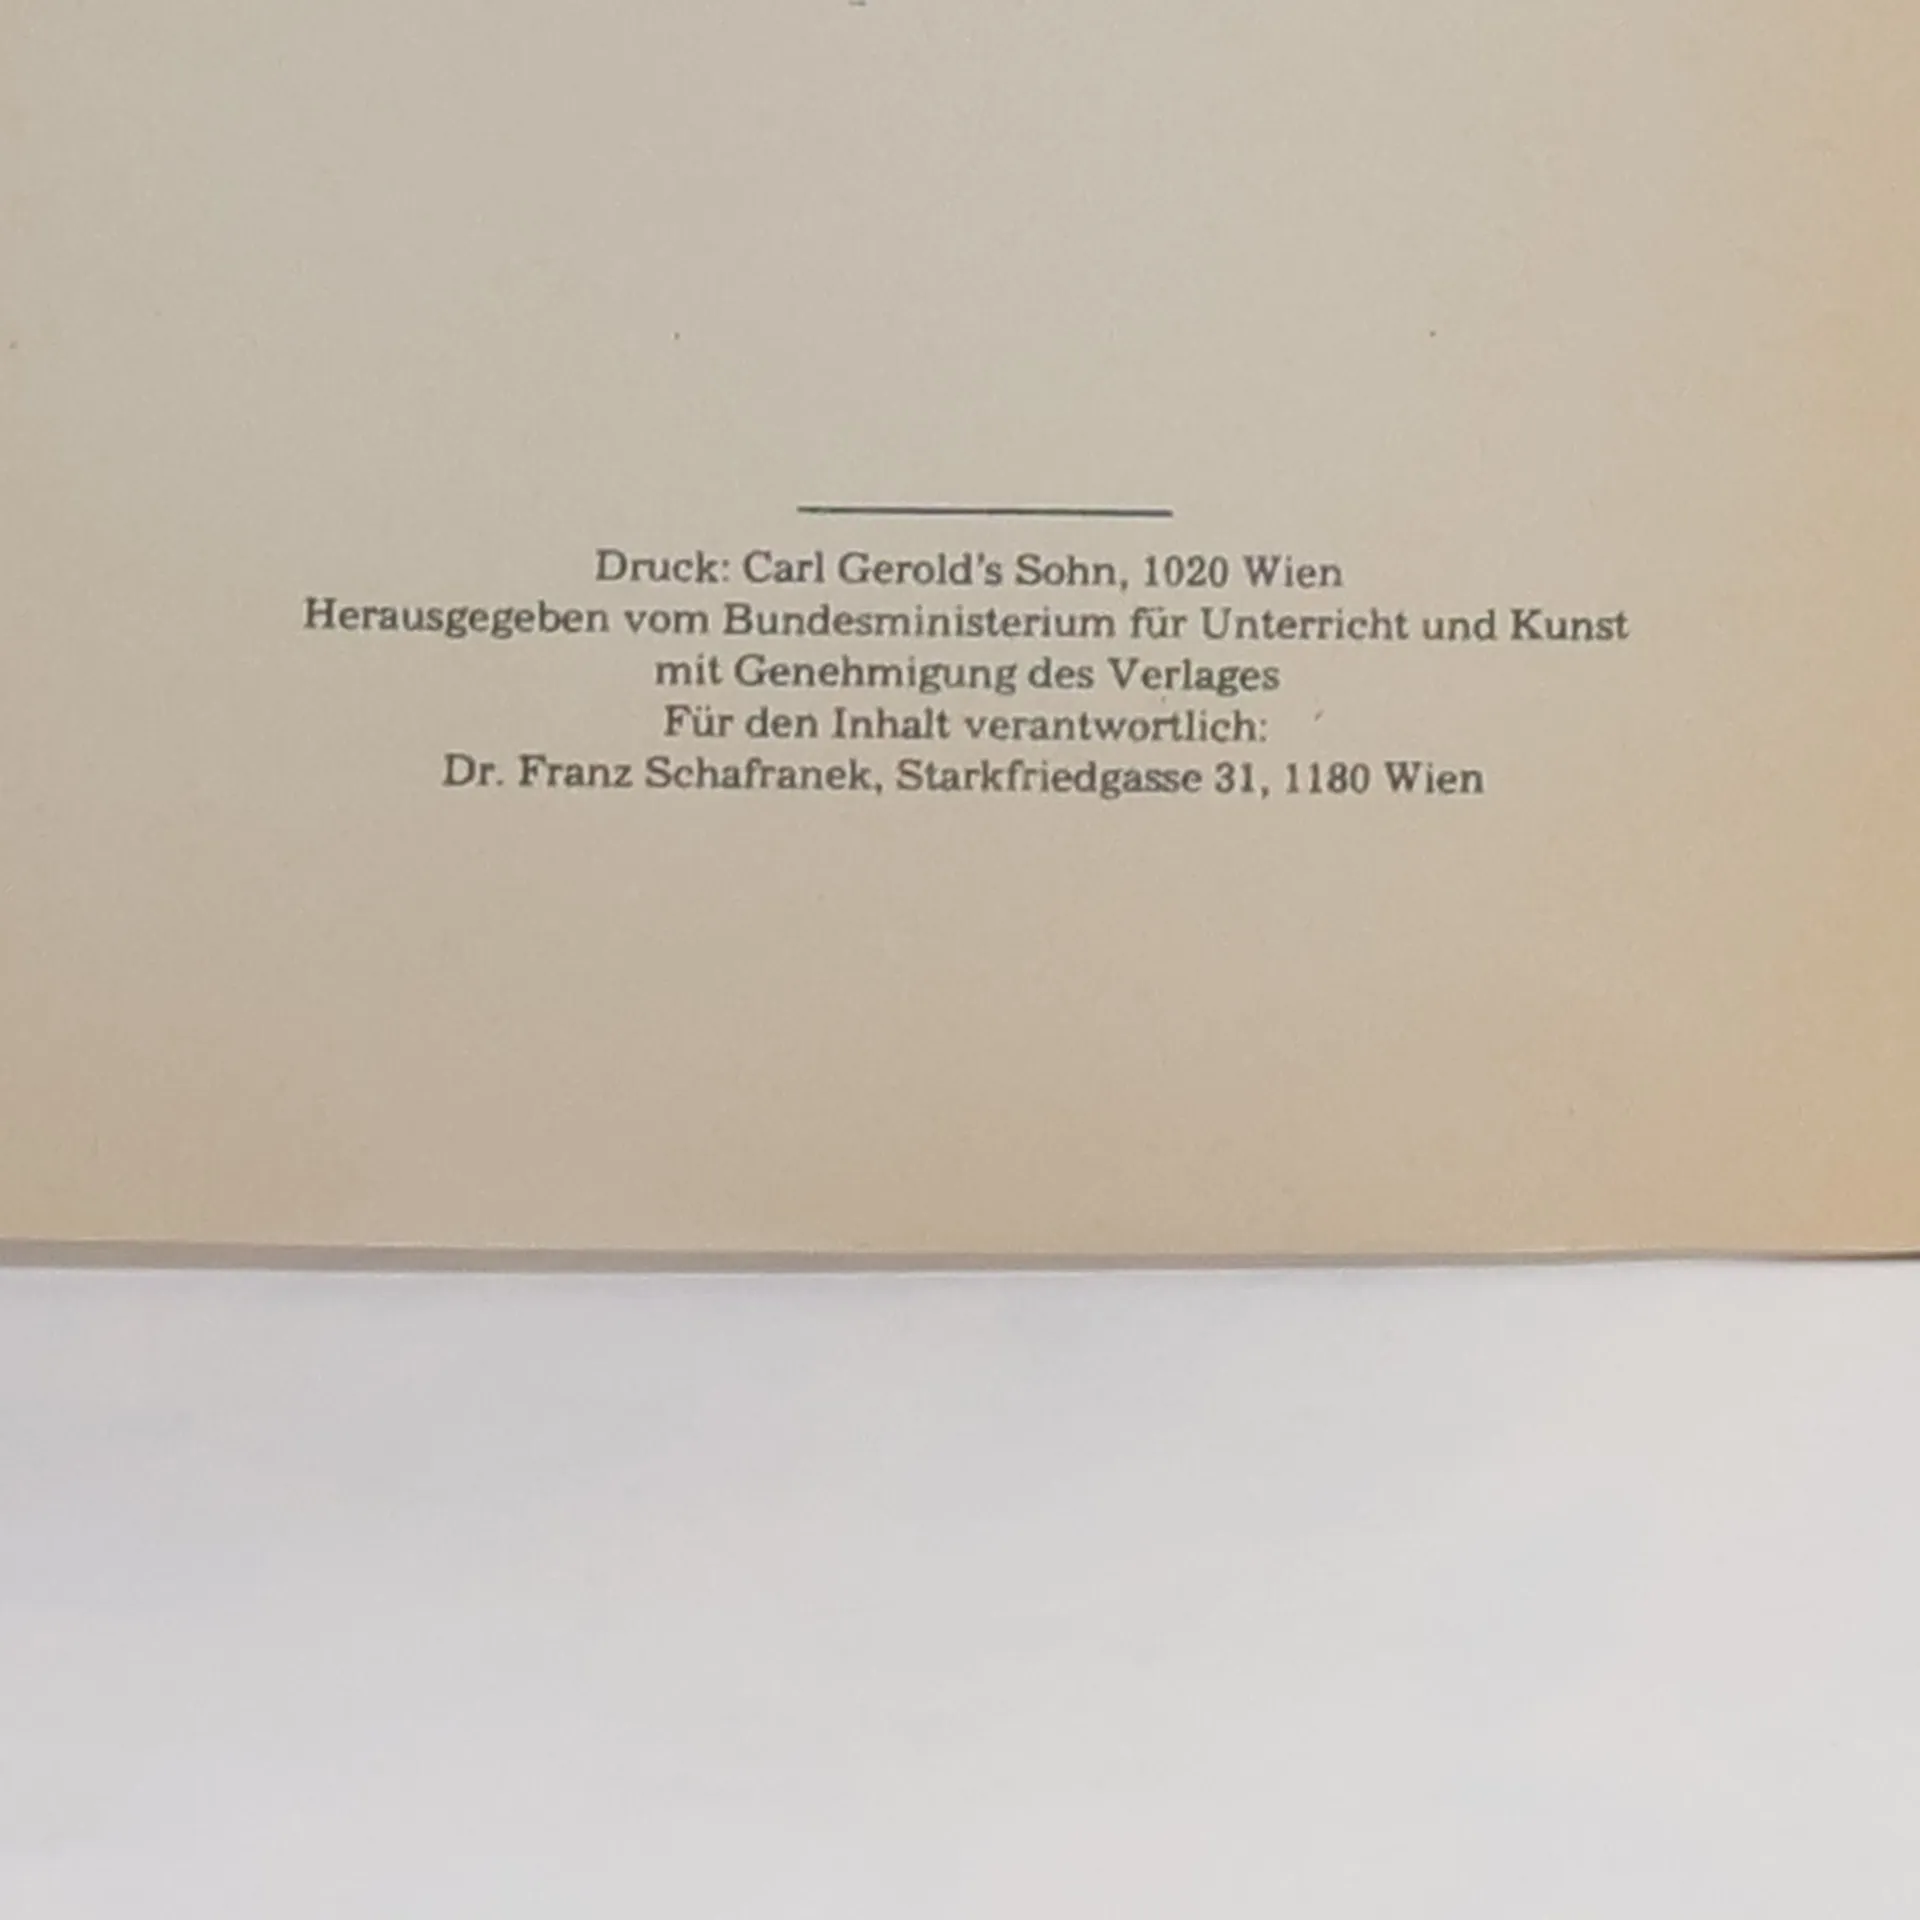 Druck: Carl Gerold's Sohn, 1020 Wien
Herausgegeben vom Bundesministerium für Unterricht und Kunst
mit Genehmigung des Verlages
Für den Inhalt verantwortlich:
Dr. Franz Schafranek, Starkfriedgasse 31, 1180 Wien